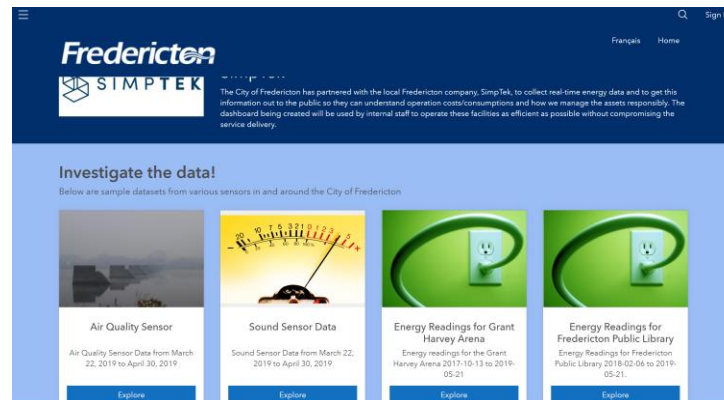 Sign
Français Home
Fredericton
SIMPTEK
SimpTek
The City of Fredericton has partnered with the local Fredericton company, SimpTek, to collect real-time energy data and to get this
information out to the public so they can understand operation costs/consumptions and how we manage the assets responsibly. The
dashboard being created will be used by internal staff to operate these facilities as efficient as possible without compromising the
service delivery.
Investigate the data!
Below are sample datasets from various sensors in and around the City of Fredericton
Air Quality Sensor
Air Quality Sensor Data from March
22, 2019 to April 30, 2019
Explore
Sound Sensor Data
Sound Sensor Data from March 22,
2019 to April 30, 2019
Explore
Energy Readings for Grant
Harvey Arena
Energy readings for the Grant
Harvey Arena 2017-10-13 to 2019-
05-21
Explore
Energy Readings for
Fredericton Public Library
Energy Readings for Fredericton
Public Library 2018-02-06 to 2019-
05-21.
Explore